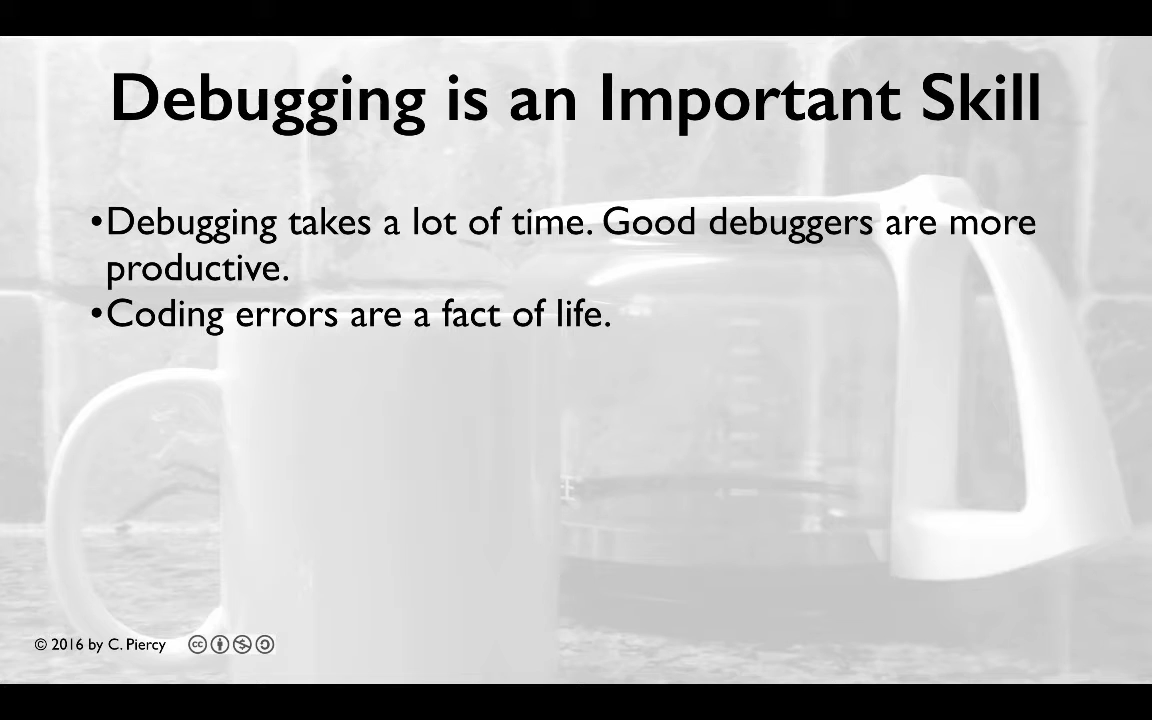 Debugging is an Important Skill
•Debugging takes a lot of time. Good debuggers are more
productive.
•Coding errors are a fact of life.
© 2016 by C. Piercy